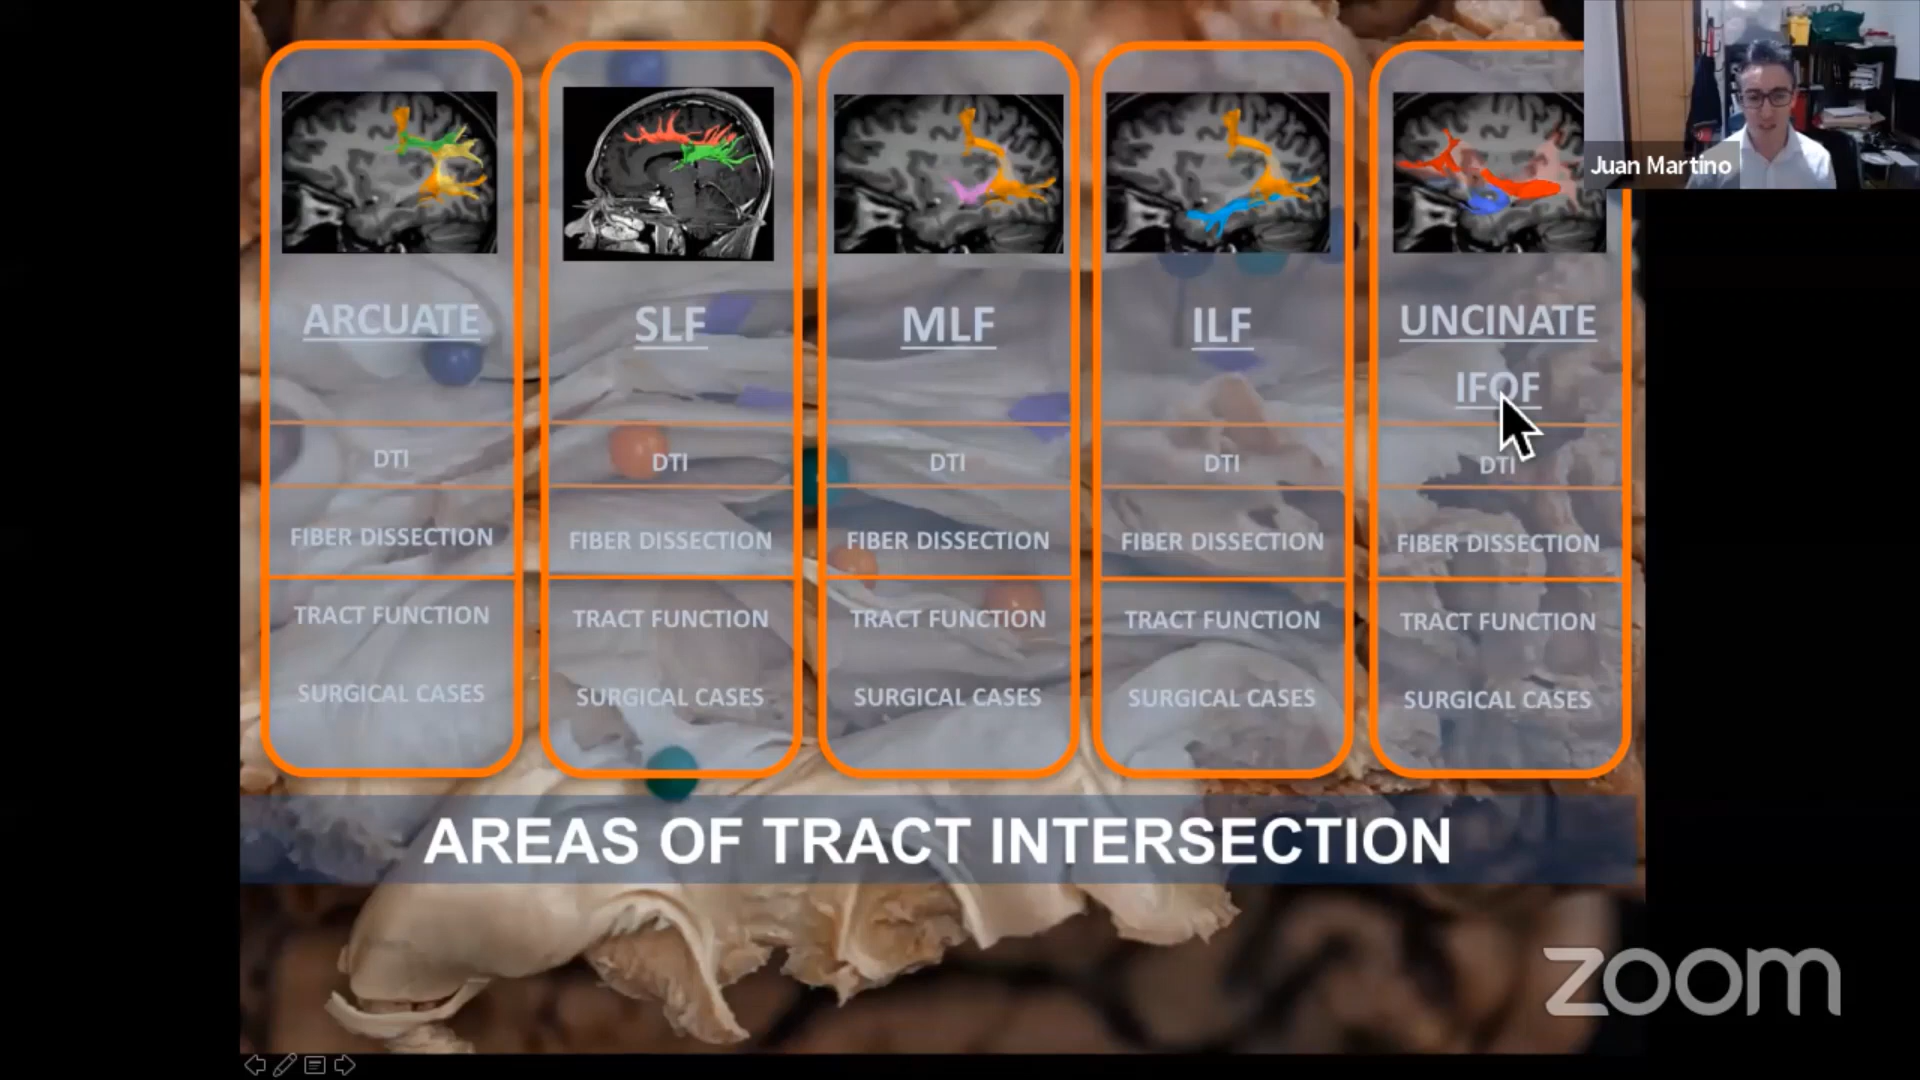 Juan Martino
ARCUATE
DTI
FIBER DISSECTION
TRACT FUNCTION
SURGICAL CASES
SLF
DTI
FIBER DISSECTION
TRACT FUNCTION
SURGICAL CASES
MLF
DTI
FIBER DISSECTION
TRACT FUNCTION
SURGICAL CASES
ILF
DTI
FIBER DISSECTION
TRACT FUNCTION
SURGICAL CASES
UNCINATE
IFOF
DTI
FIBER DISSECTION
TRACT FUNCTION
SURGICAL CASES
AREAS OF TRACT INTERSECTION
zoom